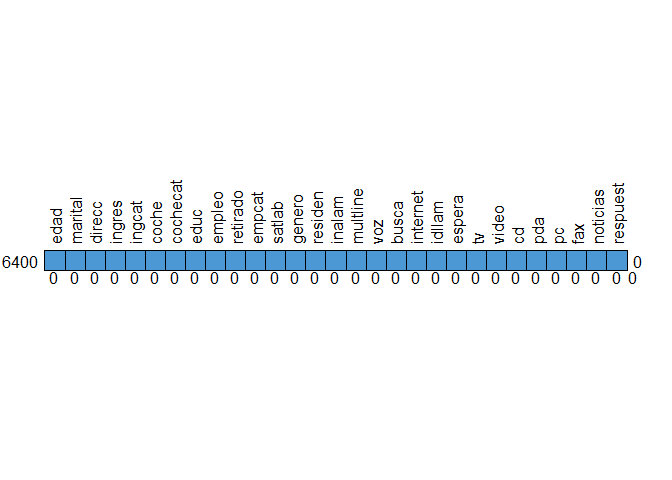 edad marital direcc ingres ingcat coche cochecat educ empleo retirado empcat satlab genero residen inalam multline voz busca internet idllam espera tv video cd pda pc fax noticias respuest
6400 0
0 0 0 0 0 0 0 0 0 0 0 0 0 0 0 0 0 0 0 0 0 0 0 0 0 0 0 0 0 0